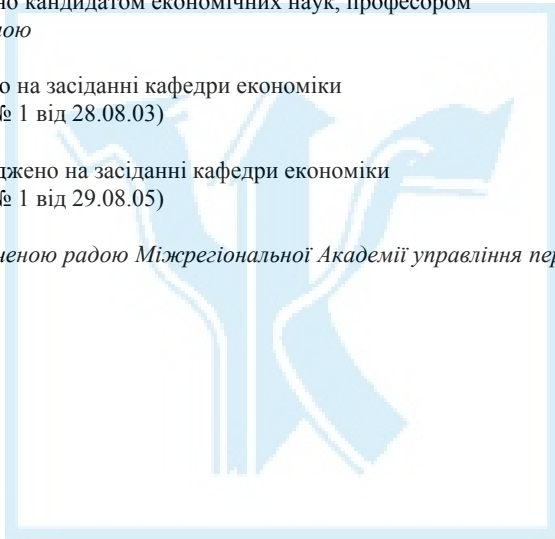 но кандидатом економічних наук, професором
ною
о на засіданні кафедри економіки
№ 1 від 28.08.03)
джено на засіданні кафедри економіки
№ 1 від 29.08.05)
ченою радою Міжрегіональної Академії управління пер